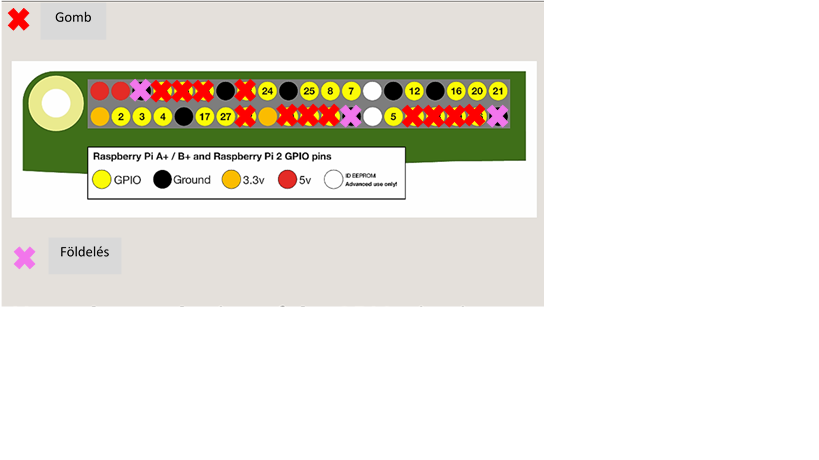 Gomb
24 25 8 7 12 16 20 21
2 3 4 17 27 5
Raspberry Pi A+ / B+ and Raspberry Pi 2 GPIO pins
GPIO Ground 3.3v 5v ID EEPROM
Advanced use only!
Földelés